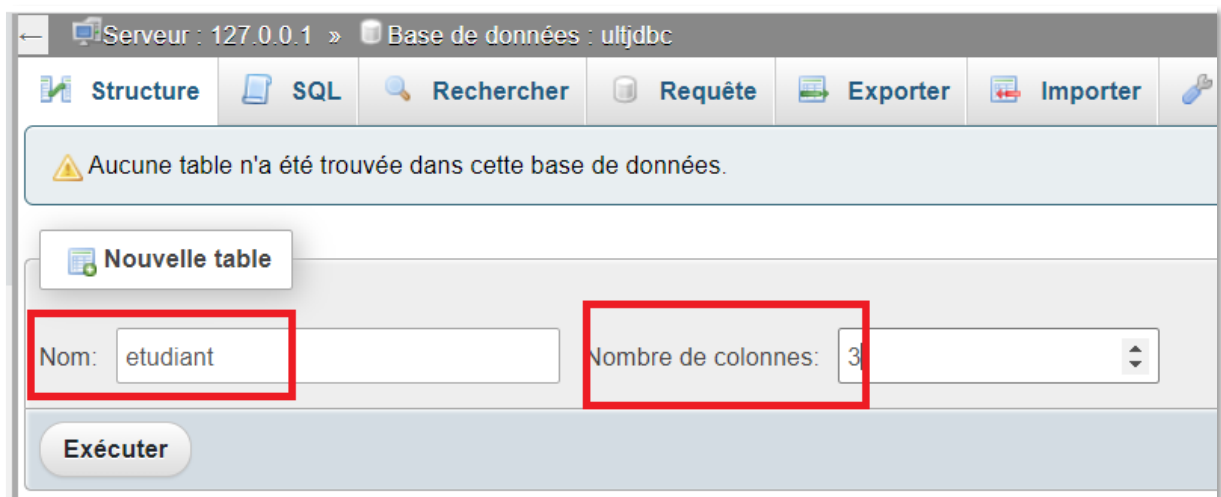 ← Serveur : 127.0.0.1 » Base de données : ultjdbc
Structure SQL Rechercher Requête Exporter Importer
Aucune table n'a été trouvée dans cette base de données.
Nouvelle table
Nom: etudiant Nombre de colonnes: 3
Exécuter